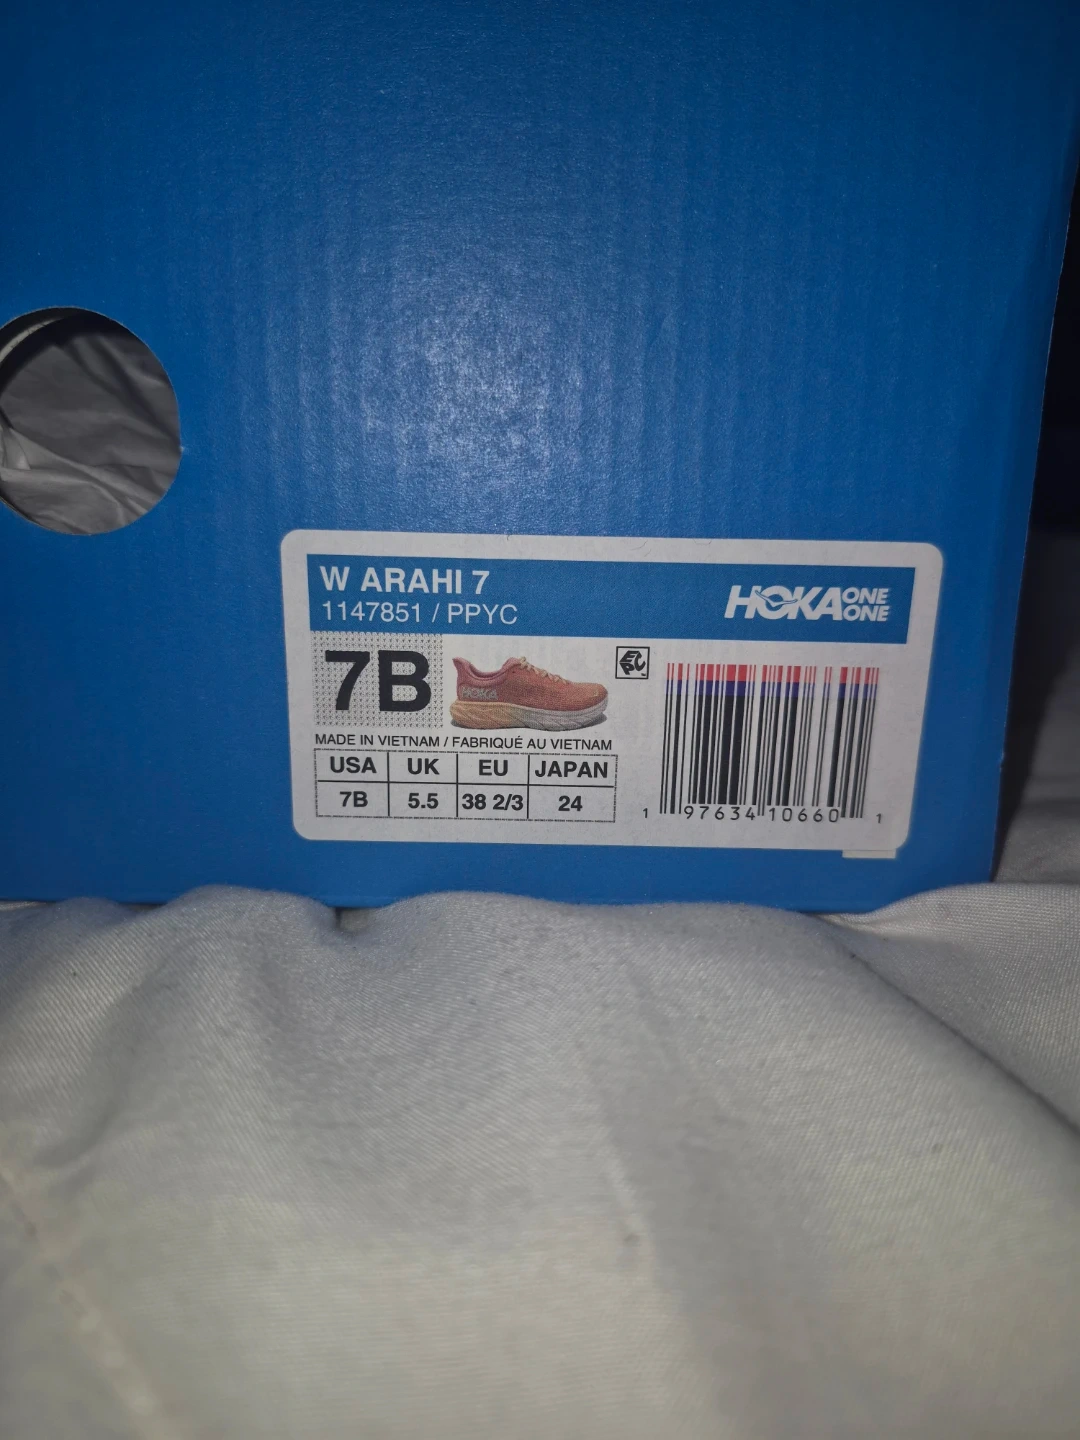 W ARAHI 7
1147851 / PPYC
HOKA ONE ONE
7B
HOKA
MADE IN VIETNAM / FABRIQUÉ AU VIETNAM
USA UK EU JAPAN
7B 5.5 38 2/3 24
1 97634 10660 1